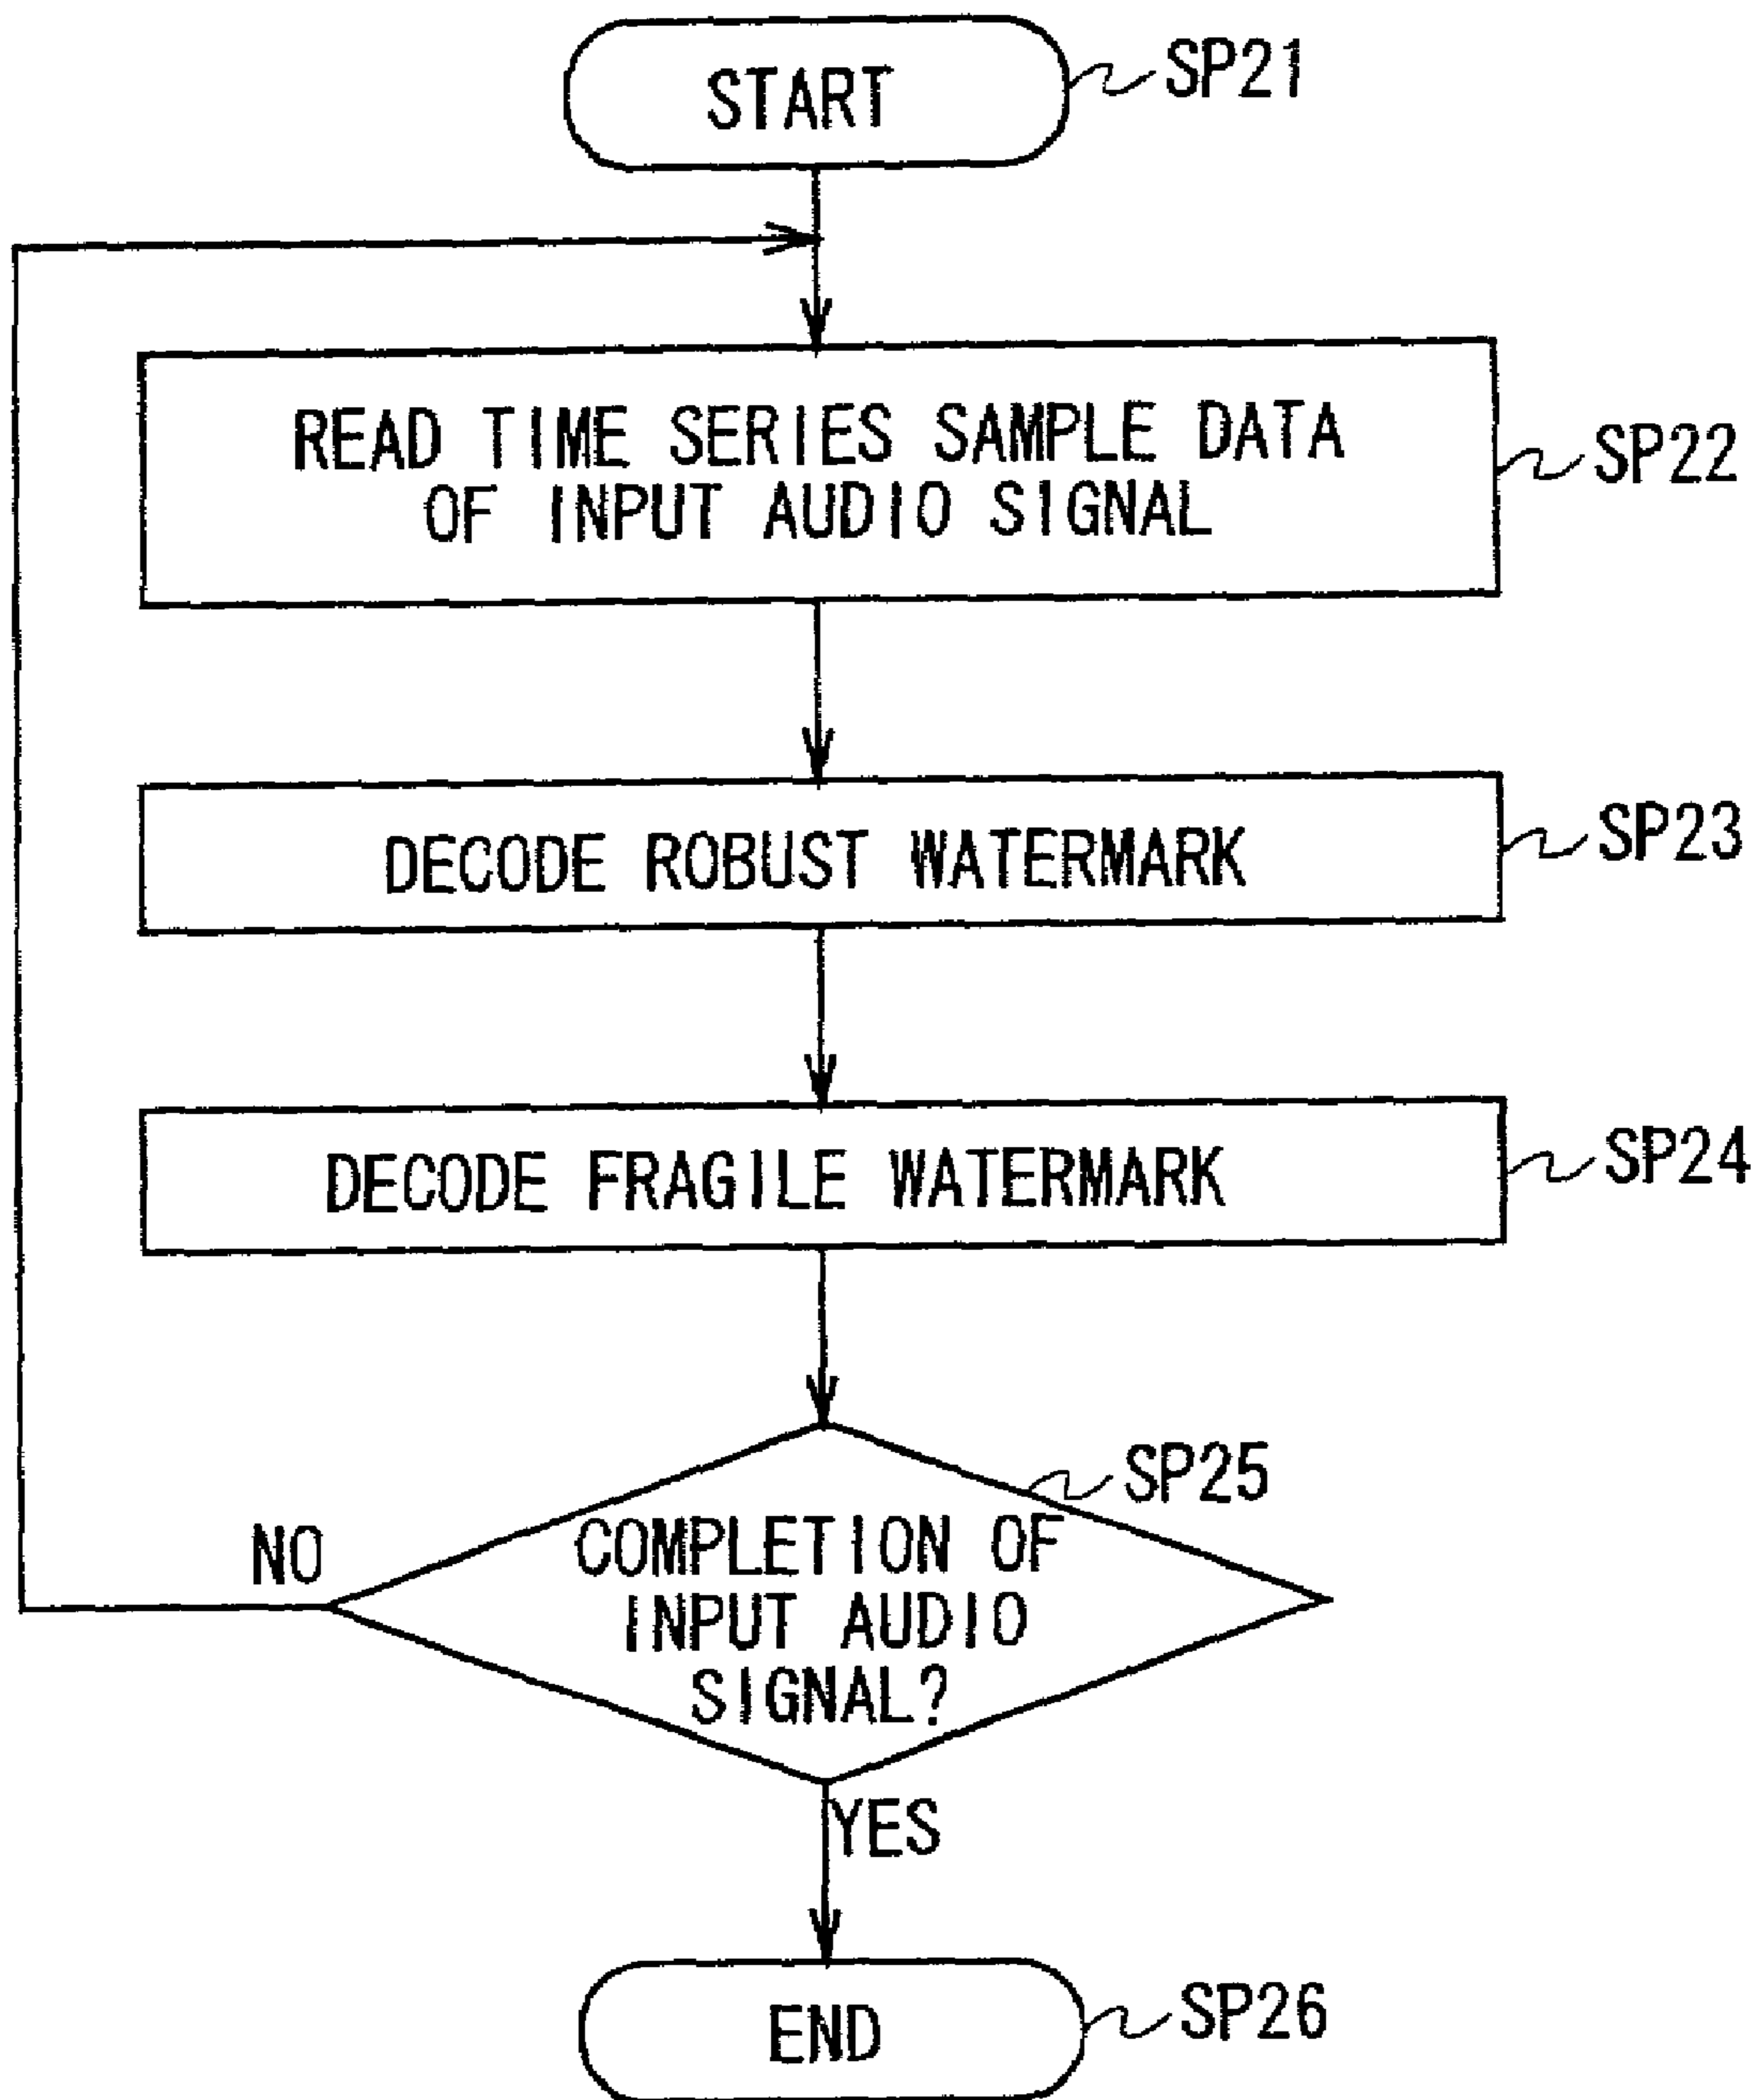 START
SP21
READ TIME SERIES SAMPLE DATA
OF INPUT AUDIO SIGNAL
SP22
DECODE ROBUST WATERMARK
SP23
DECODE FRAGILE WATERMARK
SP24
SP25
COMPLETION OF
INPUT AUDIO
SIGNAL?
NO
YES
END
SP26